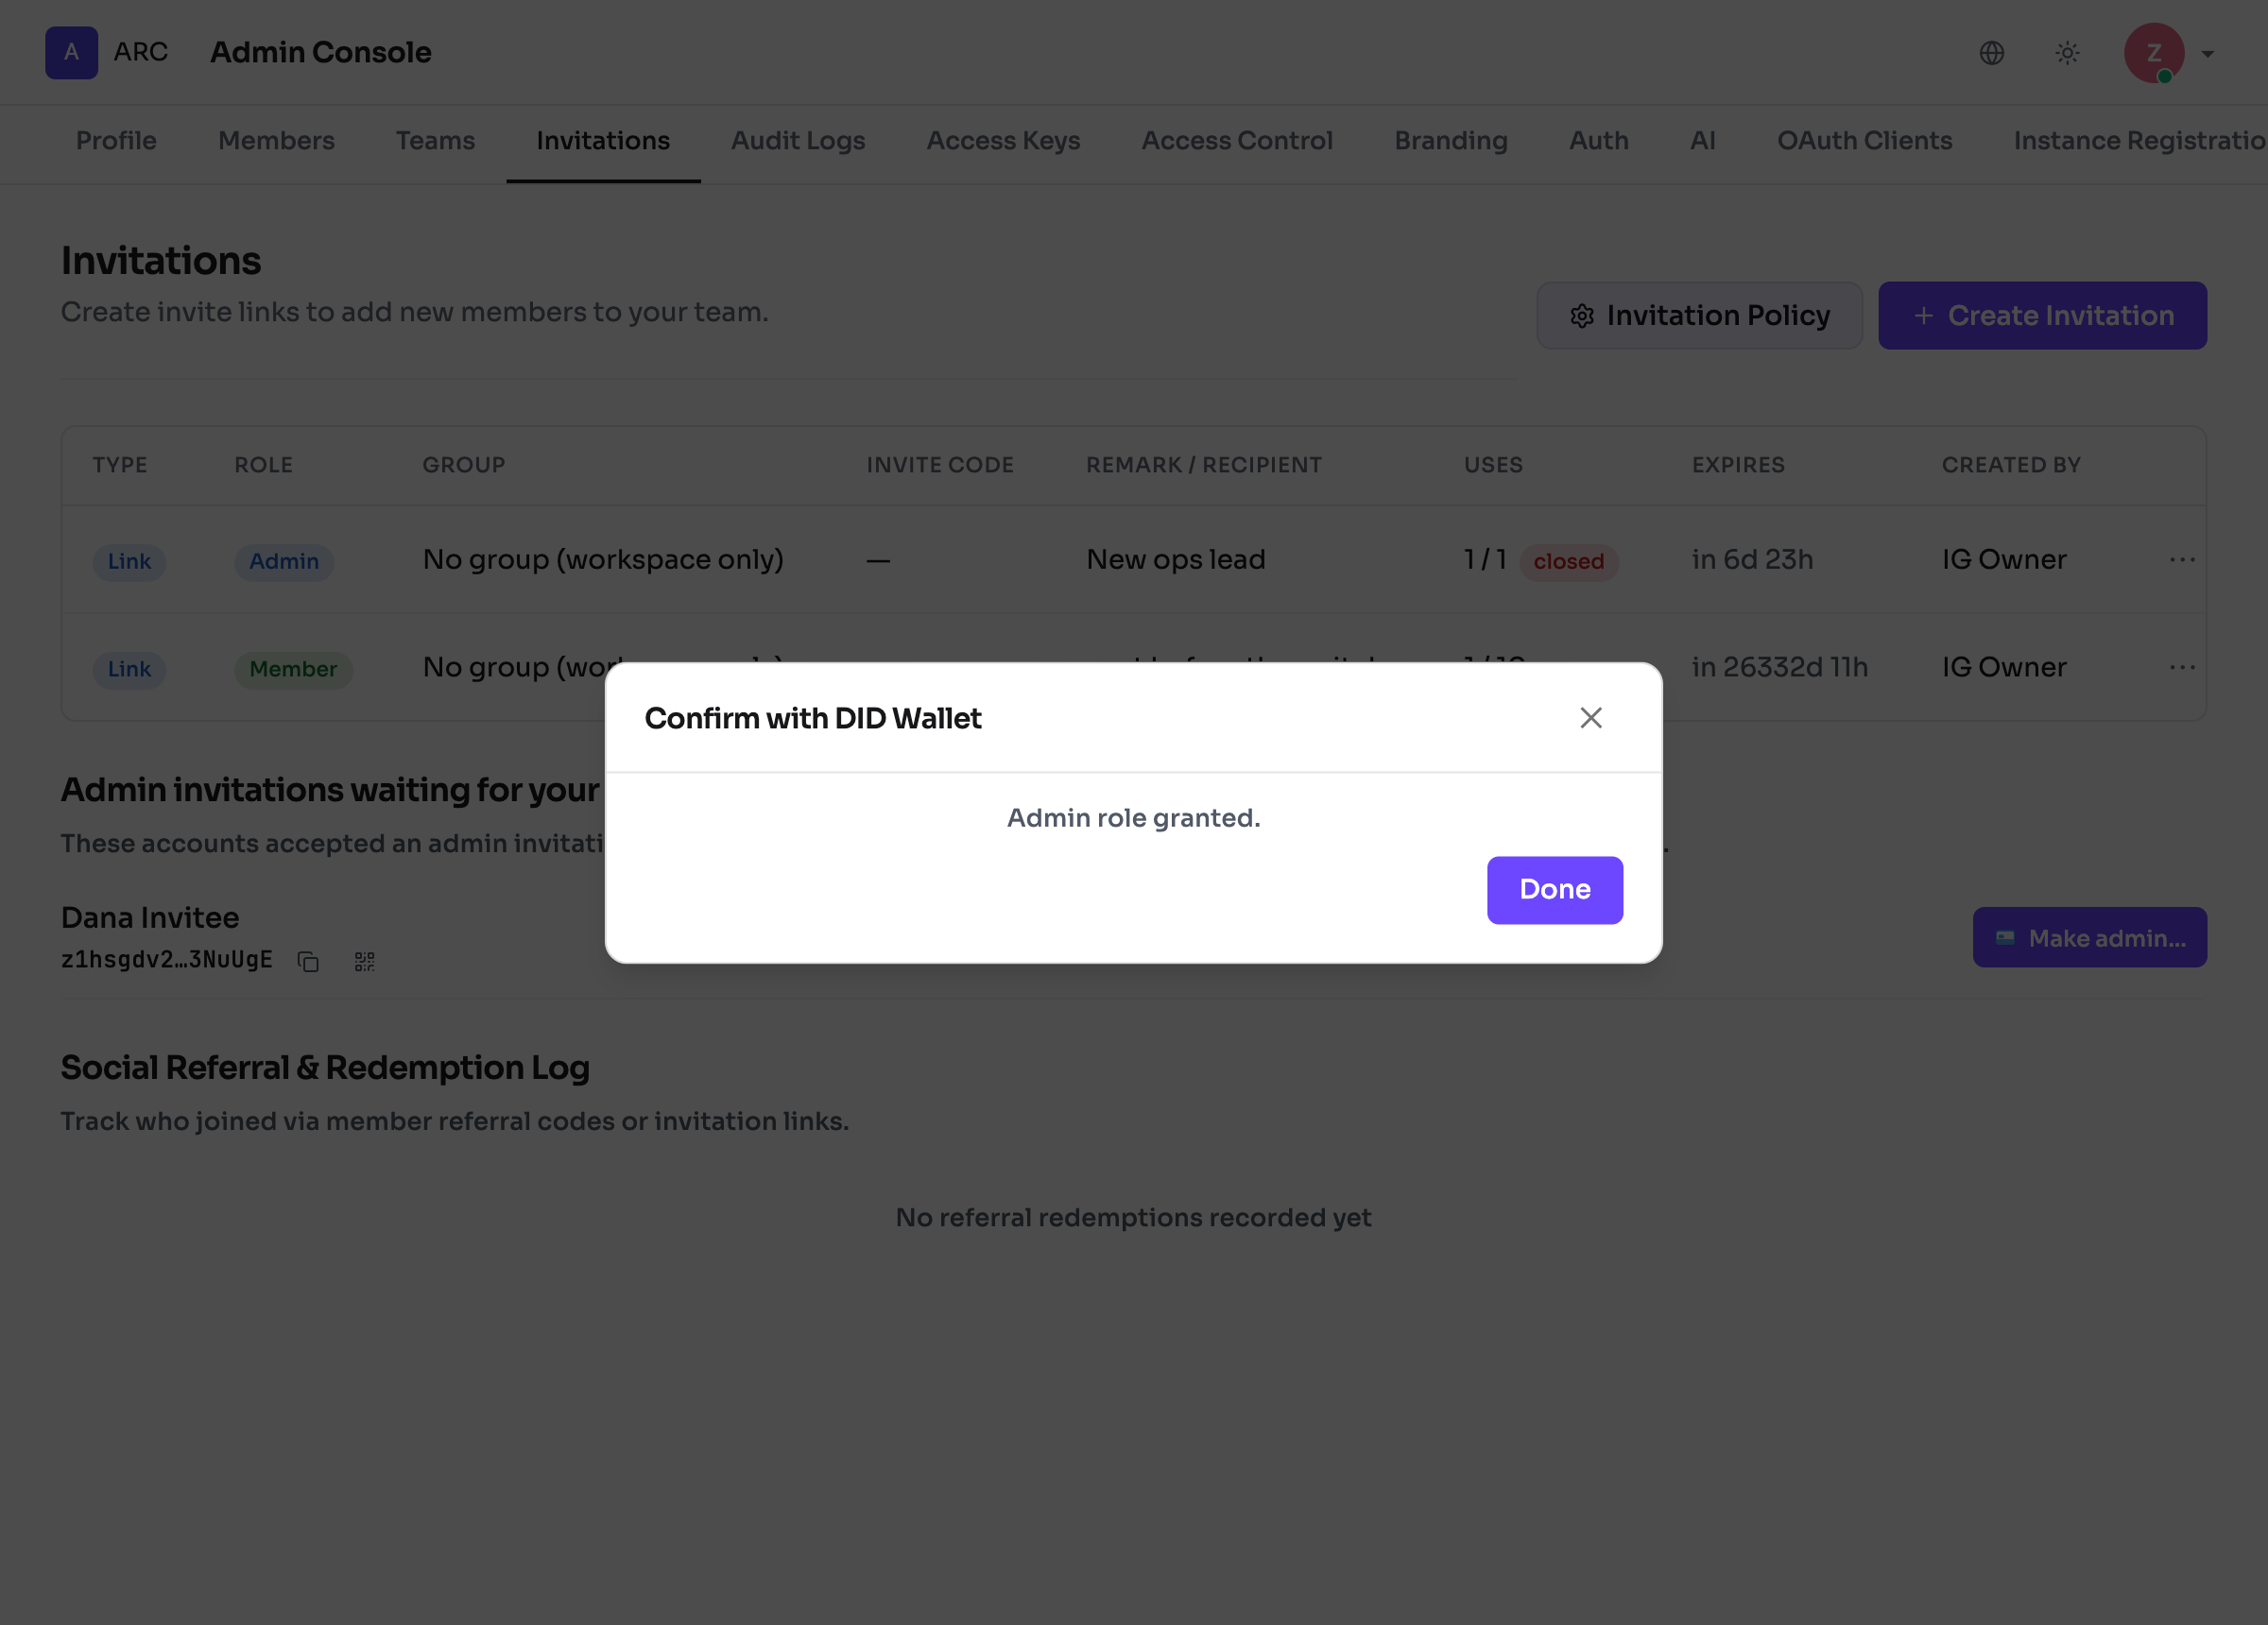 A ARC Admin Console Z
Profile Members Teams Invitations Audit Logs Access Keys Access Control Branding Auth AI OAuth Clients Instance Registratio
Invitations
Create invite links to add new members to your team.
Invitation Policy + Create Invitation
TYPE ROLE GROUP INVITE CODE REMARK / RECIPIENT USES EXPIRES CREATED BY
Link Admin No group (workspace only) — New ops lead 1 / 1 closed in 6d 23h IG Owner ...
Link Member No group (wor in 26332d 11h IG Owner ...
Confirm with DID Wallet
Admin role granted.
Done
Admin invitations waiting for your
These accounts accepted an admin invitati
Dana Invitee
z1hsgdv2…3NuUgE
Make admin...
Social Referral & Redemption Log
Track who joined via member referral codes or invitation links.
No referral redemptions recorded yet